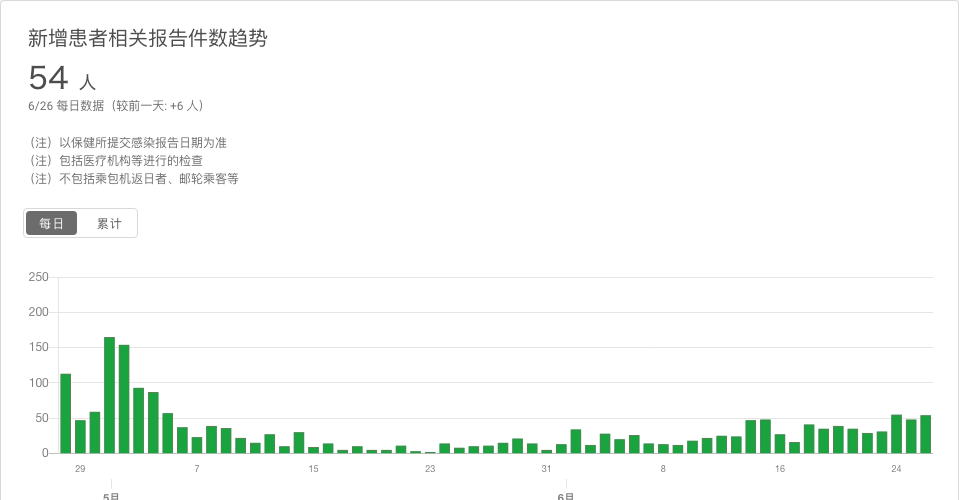 新增患者相关报告件数趋势
54 人
6/26 每日数据（较前一天: +6 人）
（注）以保健所提交感染报告日期为准
（注）包括医疗机构等进行的检查
（注）不包括乘包机返日者、邮轮乘客等
每日 累计
250
200
150
100
50
0
29 7 15 23 31 8 16 24
5月 6月